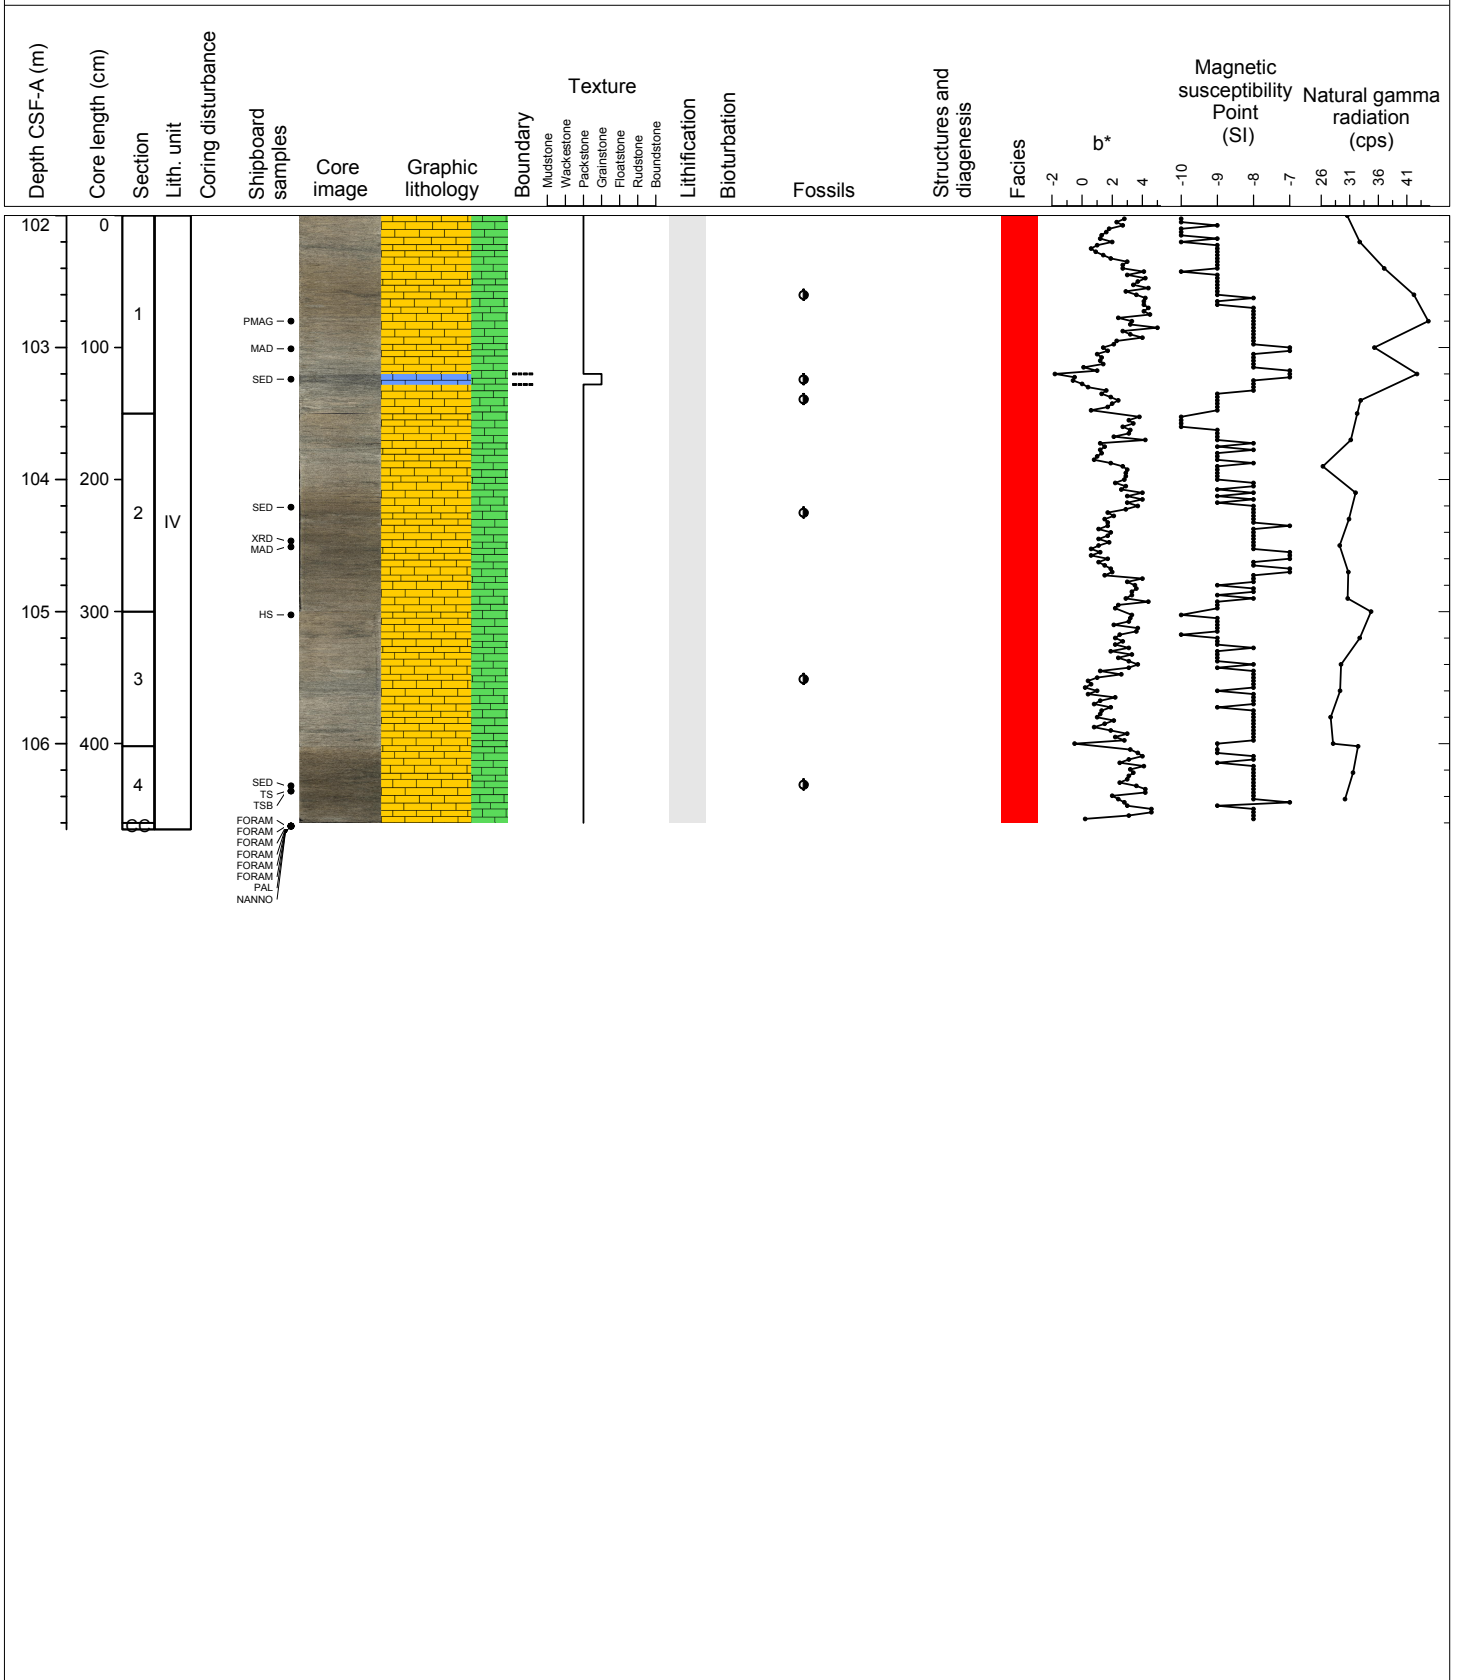 Depth CSF-A (m)
Core length (cm)
Section
Lith. unit
Coring disturbance
Shipboard
samples
Core
image
Graphic
lithology
Boundary
Texture
Mudstone
Wackestone
Packstone
Grainstone
Floatstone
Rudstone
Boundstone
Lithification
Bioturbation
Fossils
Structures and
diagenesis
Facies
b*
-2 0 2 4
Magnetic
susceptibility
Point
(SI)
-10 -9 -8 -7
Natural gamma
radiation
(cps)
26 31 36 41
102 0
1
PMAG
103 100
MAD
SED
104 200
SED
2
IV
XRD
MAD
105 300
HS
3
106 400
SED
4
TS
TSB
FORAM
CC
FORAM
FORAM
FORAM
FORAM
FORAM
PAL
NANNO